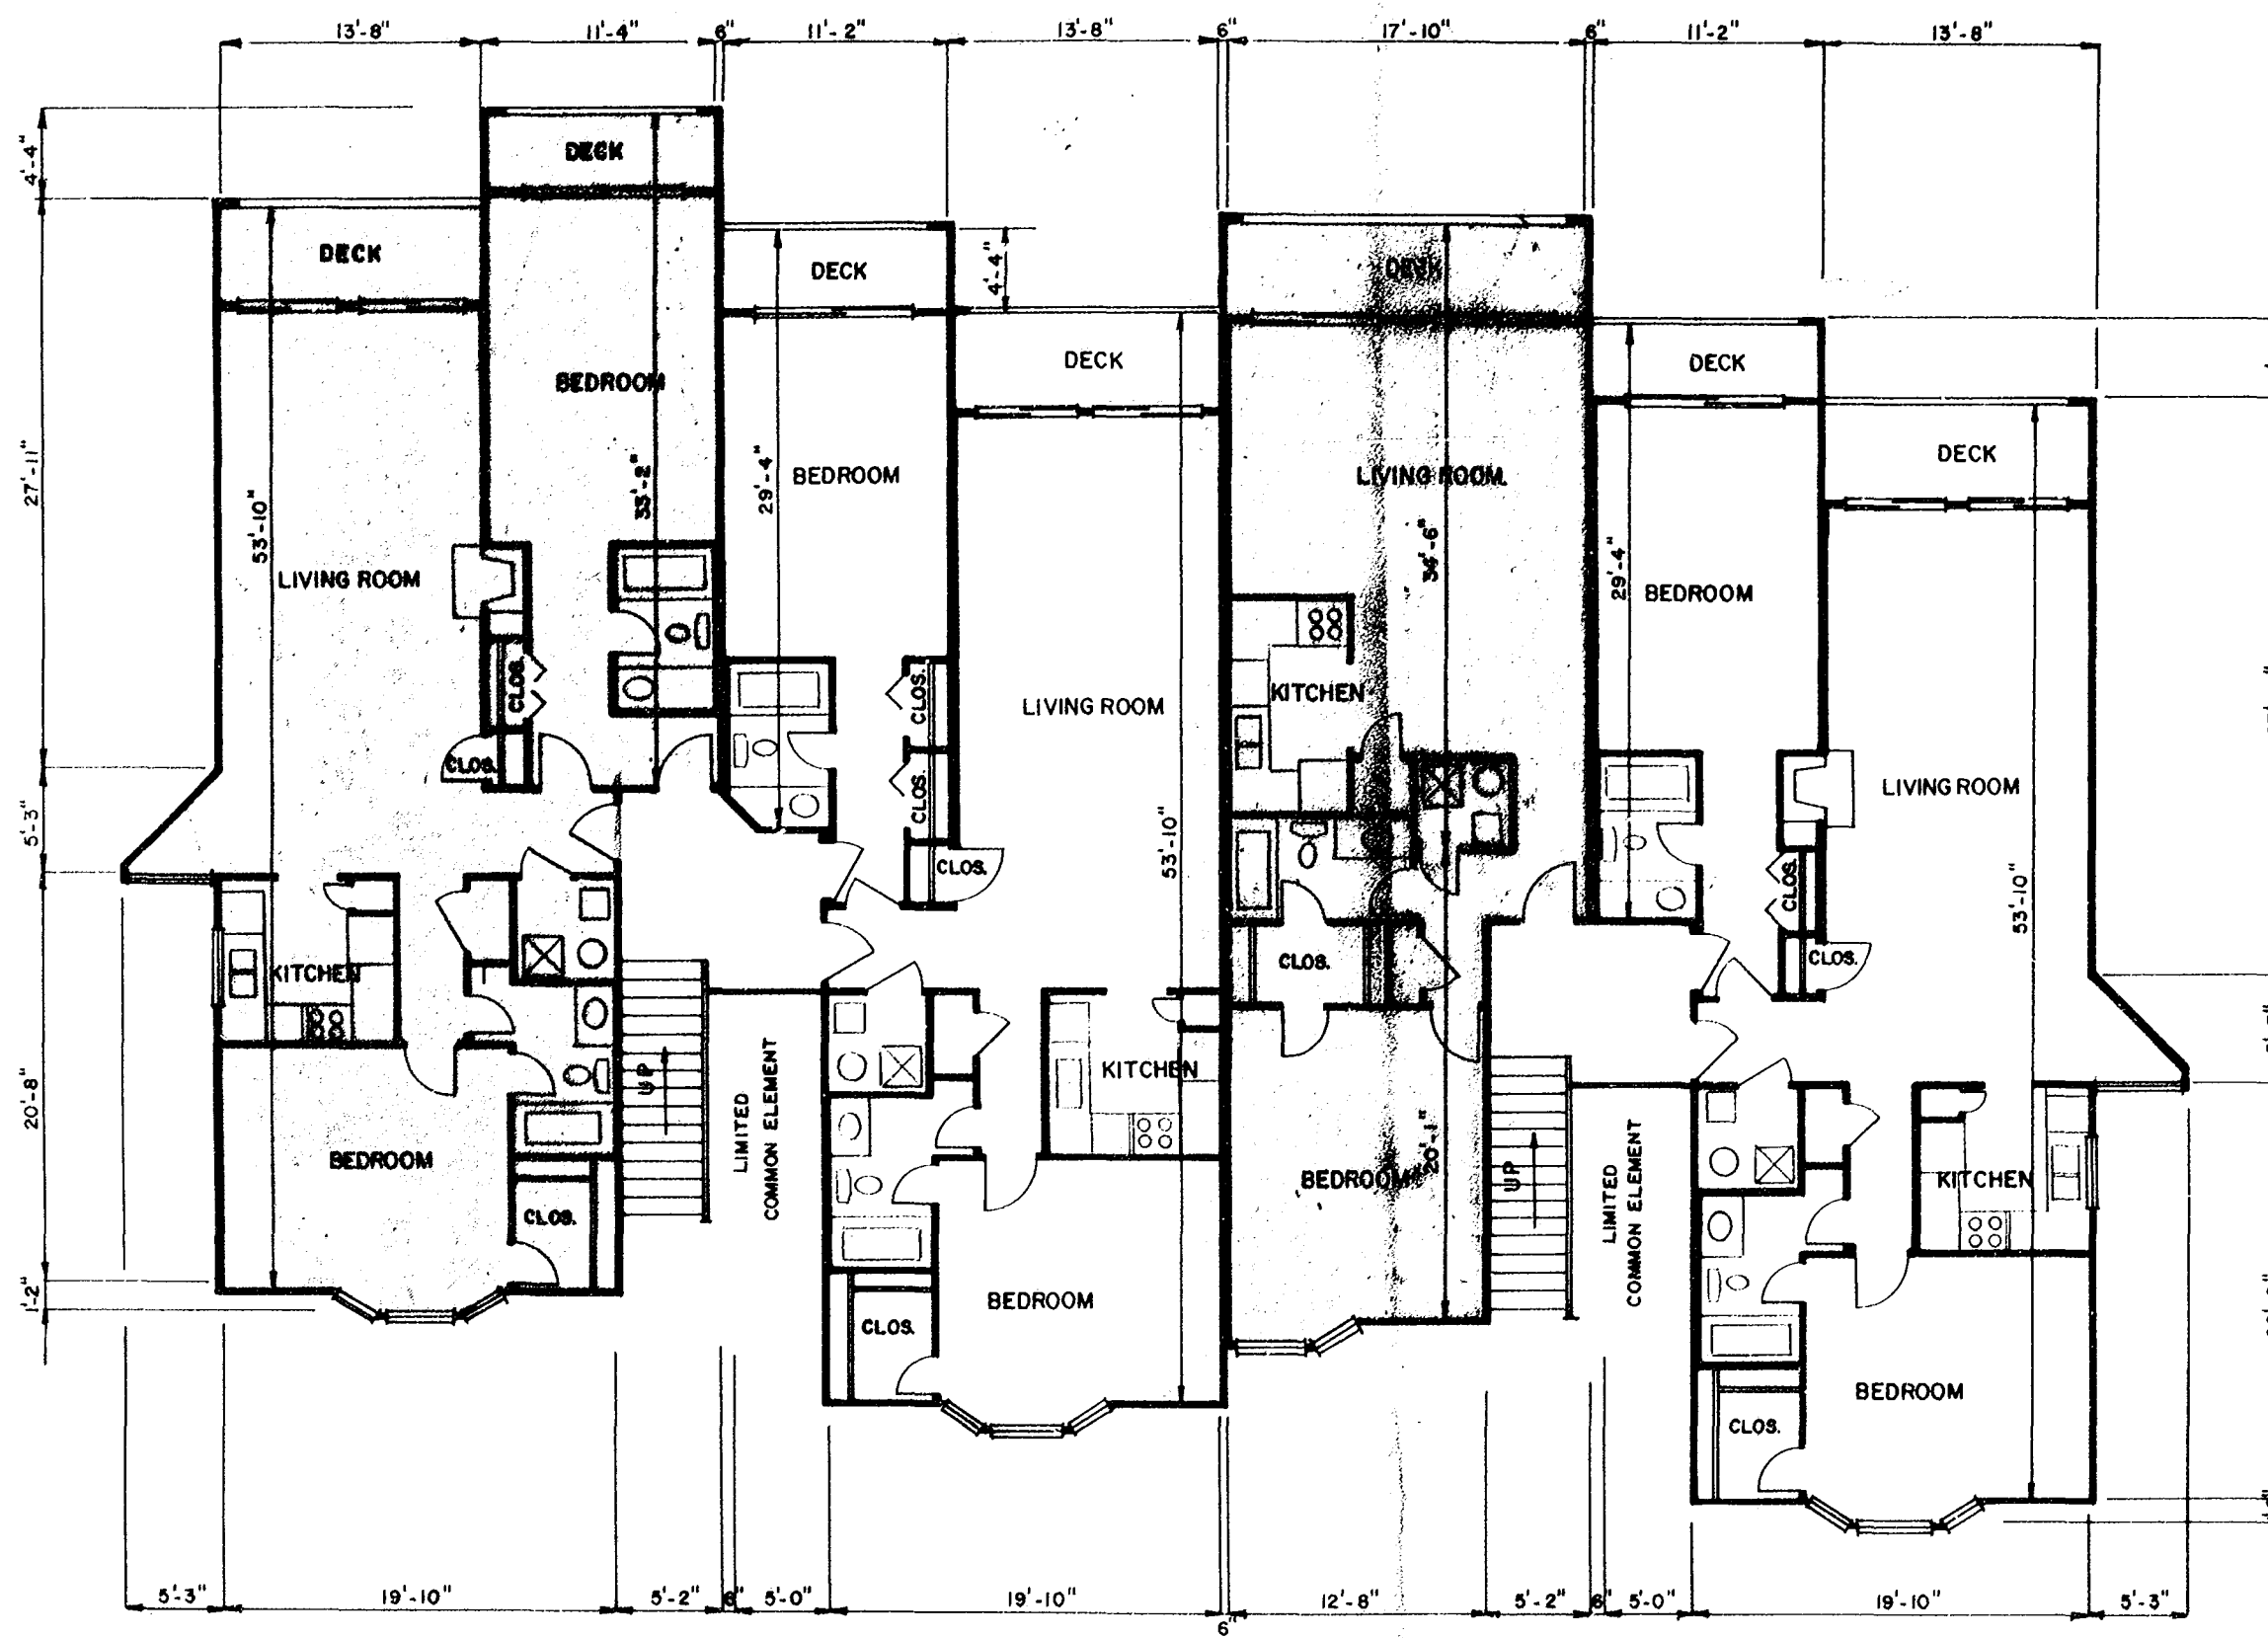 13'-8"
11'-4"
6"
11'-2"
13'-8"
6"
17'-10"
6"
11'-2"
13'-8"
4'-4"
27'-11"
5'-3"
20'-8"
1'-2"
DECK
DECK
DECK
4'-4"
DECK
DECK
DECK
DECK
BEDROOM
33'-2"
53'-10"
LIVING ROOM
CLOS.
CLOS.
KITCHEN
BEDROOM
CLOS.
UP
LIMITED
COMMON ELEMENT
BEDROOM
29'-4"
CLOS.
CLOS.
CLOS.
LIVING ROOM
53'-10"
KITCHEN
BEDROOM
CLOS.
LIVING ROOM
34'-6"
KITCHEN
CLOS.
BEDROOM
20'-1"
UP
LIMITED
COMMON ELEMENT
BEDROOM
29'-4"
CLOS.
CLOS.
LIVING ROOM
53'-10"
KITCHEN
BEDROOM
CLOS.
5'-3"
19'-10"
5'-2"
6"
5'-0"
19'-10"
6"
12'-8"
5'-2"
6"
5'-0"
19'-10"
5'-3"